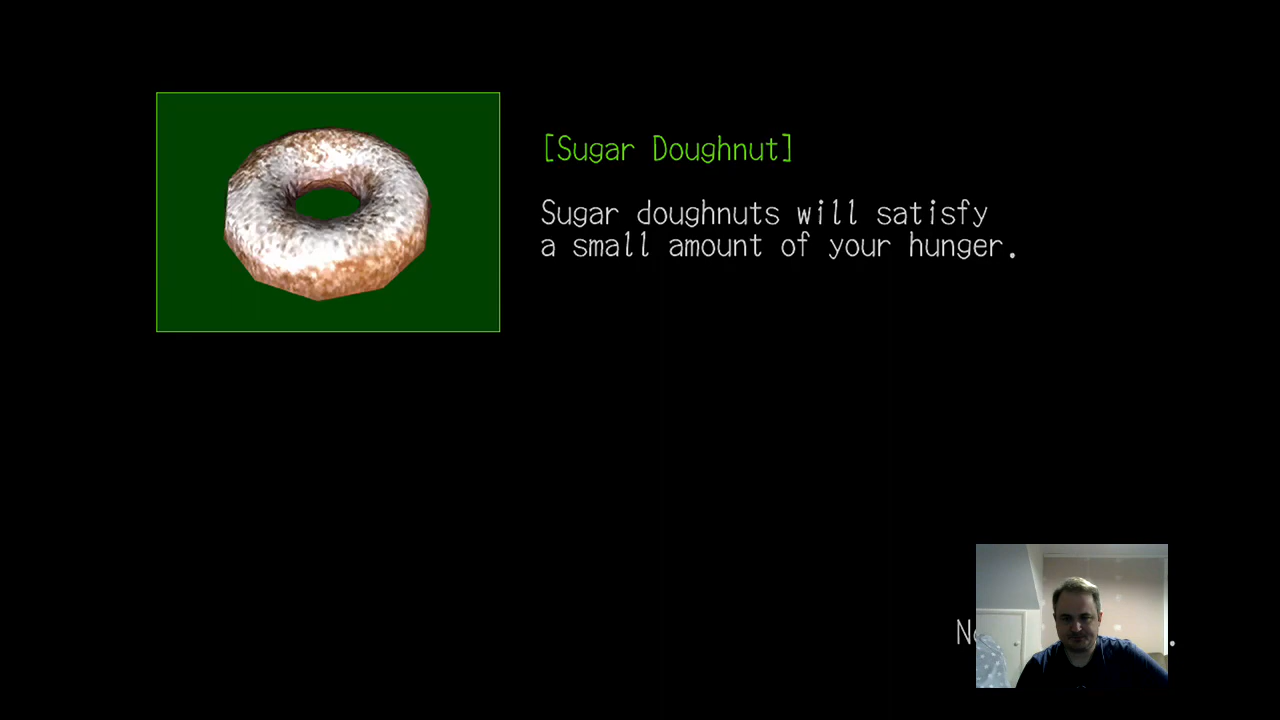 [Sugar Doughnut]
Sugar doughnuts will satisfy
a small amount of your hunger.